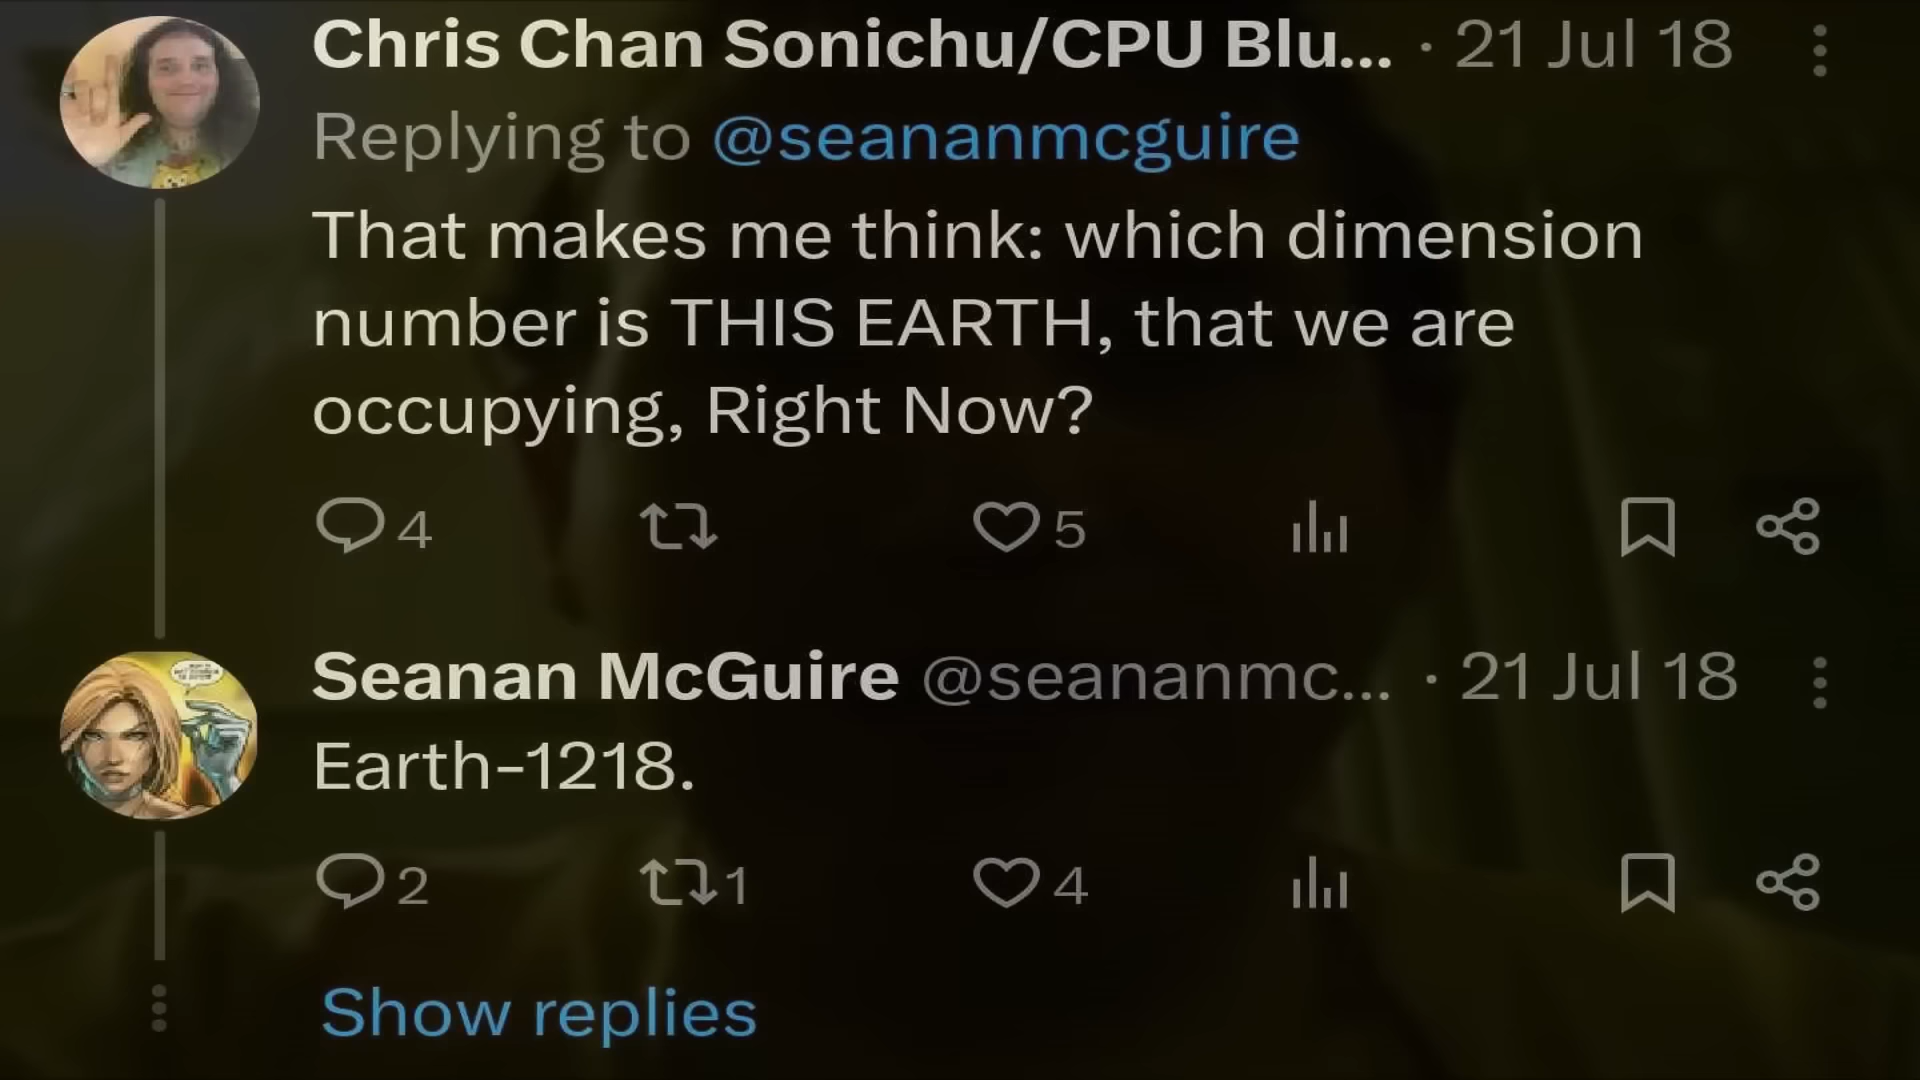 Chris Chan Sonichu/CPU Blu... · 21 Jul 18
Replying to @seananmcguire
That makes me think: which dimension
number is THIS EARTH, that we are
occupying, Right Now?
4 5
Seanan McGuire @seananmc... · 21 Jul 18
Earth-1218.
2 1 4
Show replies